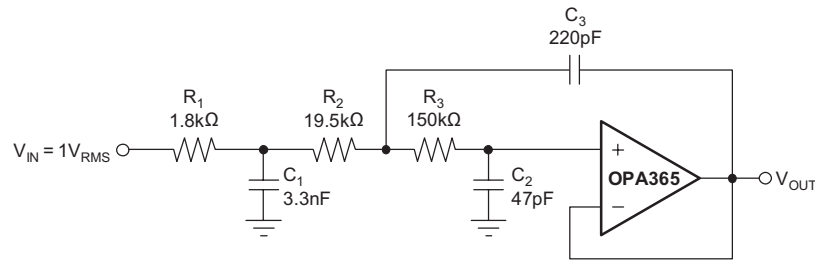 C3
220pF
R1
1.8kΩ
R2
19.5kΩ
R3
150kΩ
VIN = 1VRMS
C1
3.3nF
C2
47pF
+
OPA365
−
VOUT